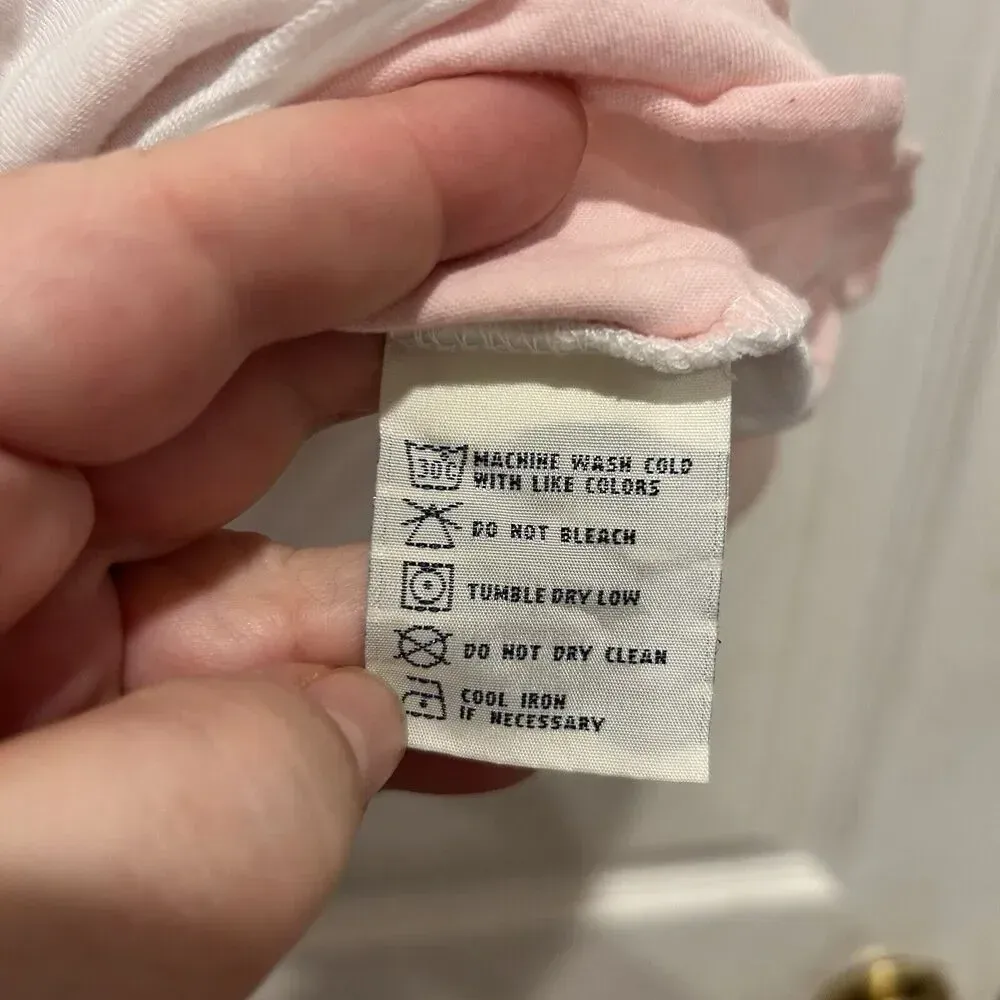 30C MACHINE WASH COLD
WITH LIKE COLORS
DO NOT BLEACH
TUMBLE DRY LOW
DO NOT DRY CLEAN
COOL IRON
IF NECESSARY